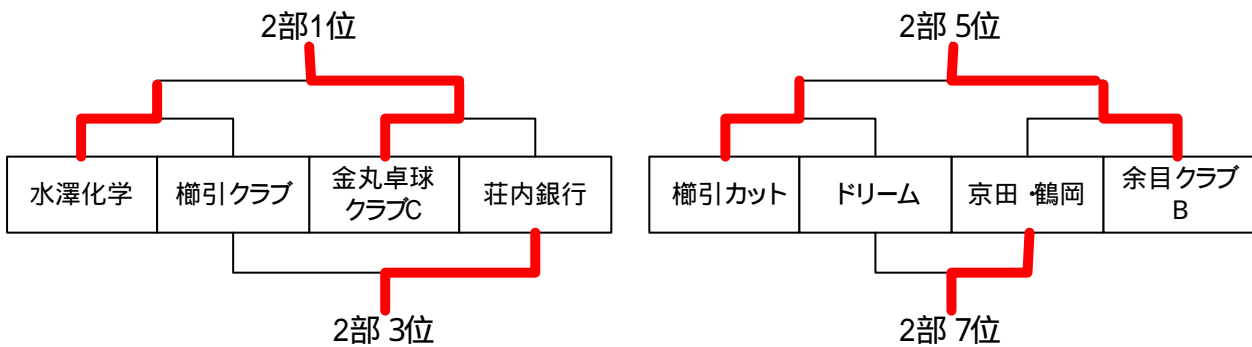 2部1位
2部 5位
水澤化学
櫛引クラブ
金丸卓球
クラブC
荘内銀行
櫛引カット
ドリーム
京田・鶴岡
余目クラブ
B
2部 3位
2部 7位